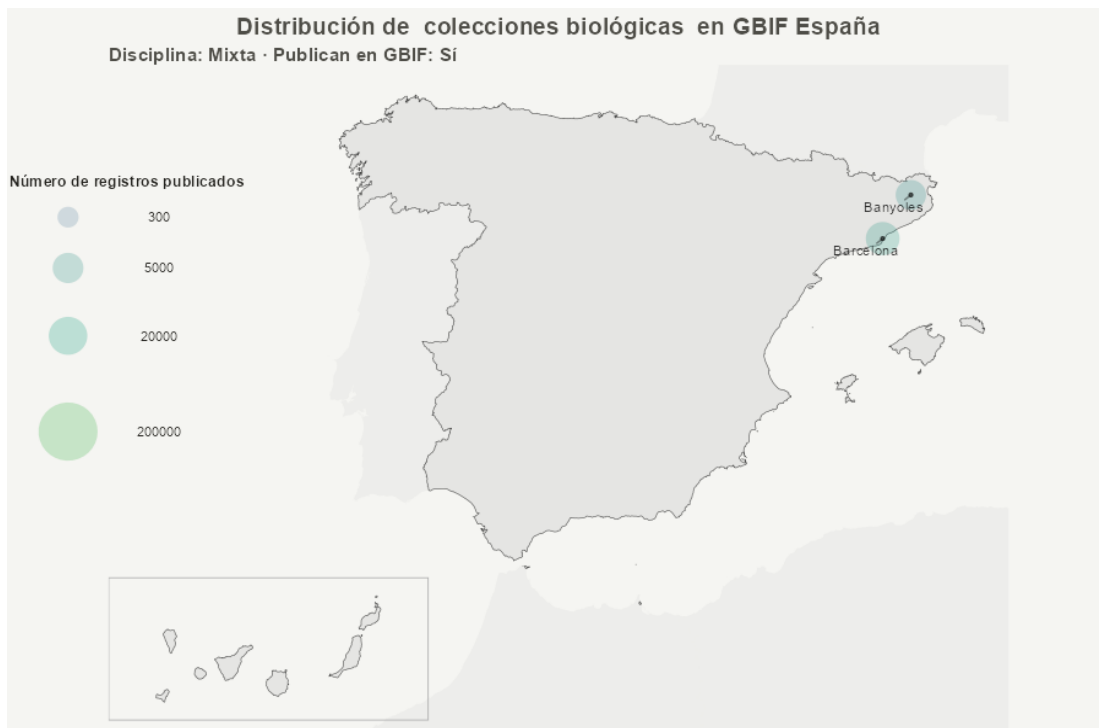 Distribución de  colecciones biológicas  en GBIF España
Disciplina: Mixta · Publican en GBIF: Sí
Número de registros publicados
300
5000
20000
200000
Banyoles
Barcelona